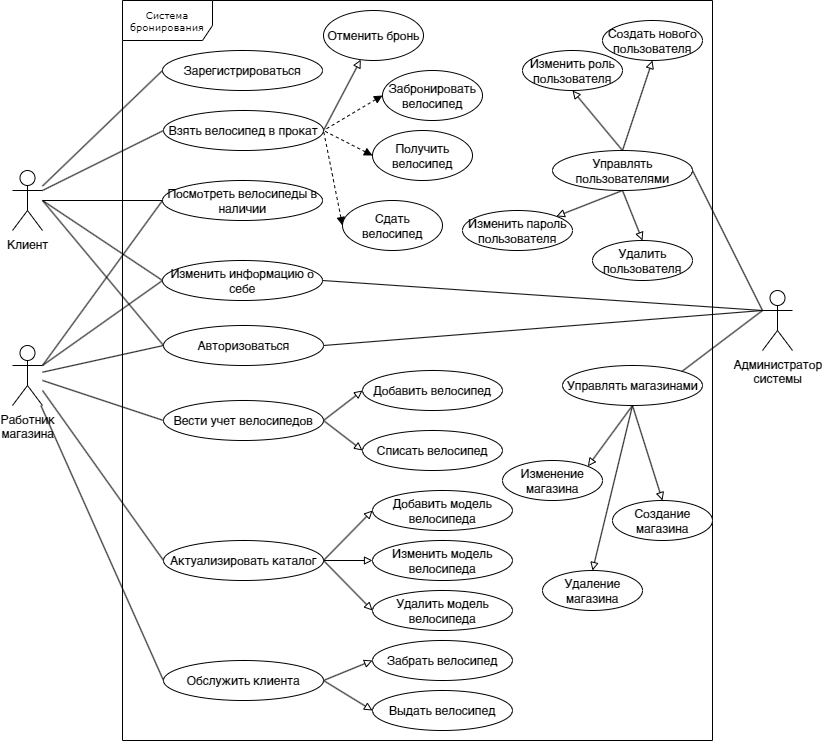 Система
бронирования
Отменить бронь
Создать нового
пользователя
Изменить роль
пользователя
Зарегистрироваться
Забронировать
велосипед
Взять велосипед в прокат
Получить
велосипед
Управлять
пользователями
Посмотреть велосипеды в
наличии
Сдать
велосипед
Изменить пароль
пользователя
Клиент
Удалить
пользователя
Изменить информацию о
себе
Авторизоваться
Администратор
системы
Управлять магазинами
Добавить велосипед
Работник
магазина
Вести учет велосипедов
Списать велосипед
Изменение
магазина
Добавить модель
велосипеда
Создание
магазина
Актуализировать каталог
Изменить модель
велосипеда
Удаление
магазина
Удалить модель
велосипеда
Забрать велосипед
Обслужить клиента
Выдать велосипед